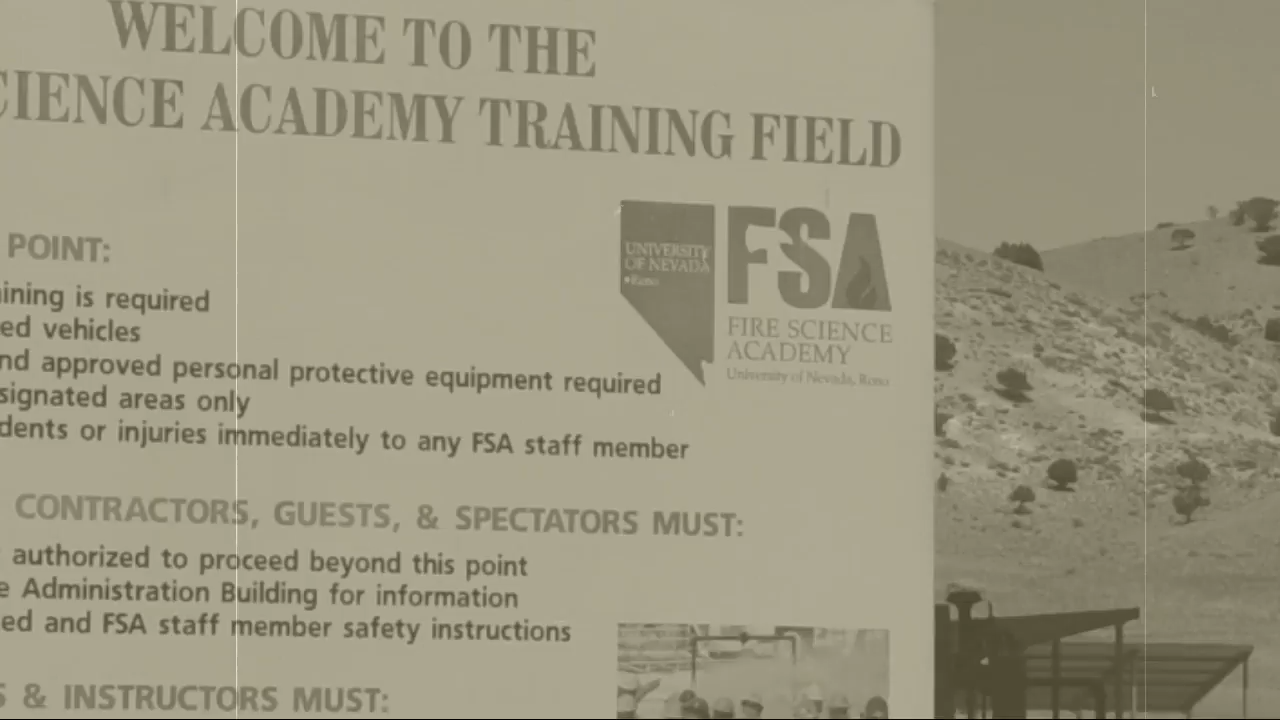 WELCOME TO THE
CIENCE ACADEMY TRAINING FIELD
UNIVERSITY
OF NEVADA
•Reno
FSA
FIRE SCIENCE
ACADEMY
University of Nevada, Reno
POINT:
ining is required
ed vehicles
nd approved personal protective equipment required
signated areas only
dents or injuries immediately to any FSA staff member
CONTRACTORS, GUESTS, & SPECTATORS MUST:
authorized to proceed beyond this point
e Administration Building for information
ed and FSA staff member safety instructions
S & INSTRUCTORS MUST: